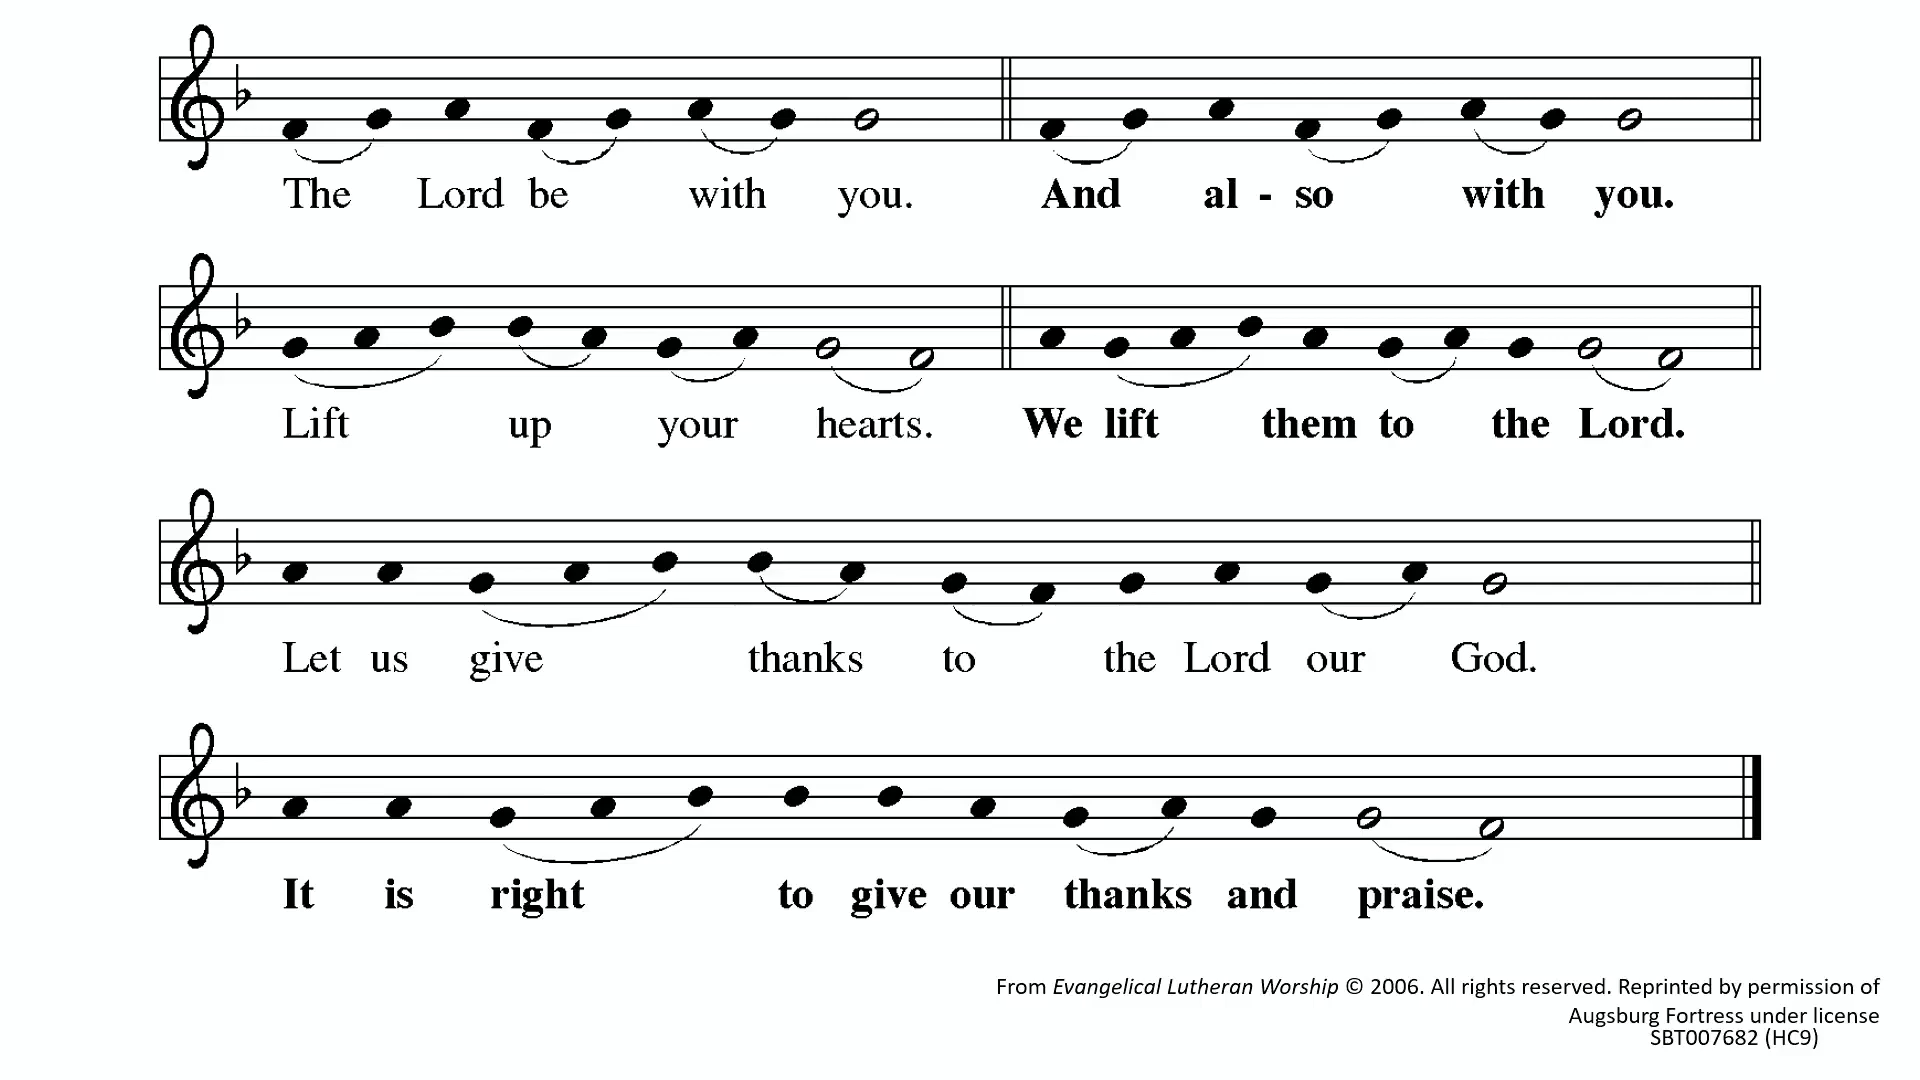 The Lord be with you. And al - so with you.
Lift up your hearts. We lift them to the Lord.
Let us give thanks to the Lord our God.
It is right to give our thanks and praise.
From Evangelical Lutheran Worship © 2006. All rights reserved. Reprinted by permission of
Augsburg Fortress under license
SBT007682 (HC9)